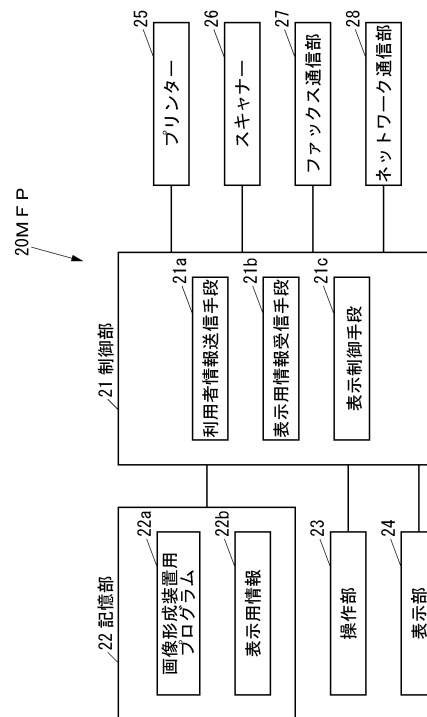 20MFP
22 記憶部
22a
画像形成装置用
プログラム
22b
表示用情報
23
操作部
24
表示部
21 制御部
21a
利用者情報送信手段
21b
表示用情報受信手段
21c
表示制御手段
25
プリンター
26
スキャナー
27
ファックス通信部
28
ネットワーク通信部